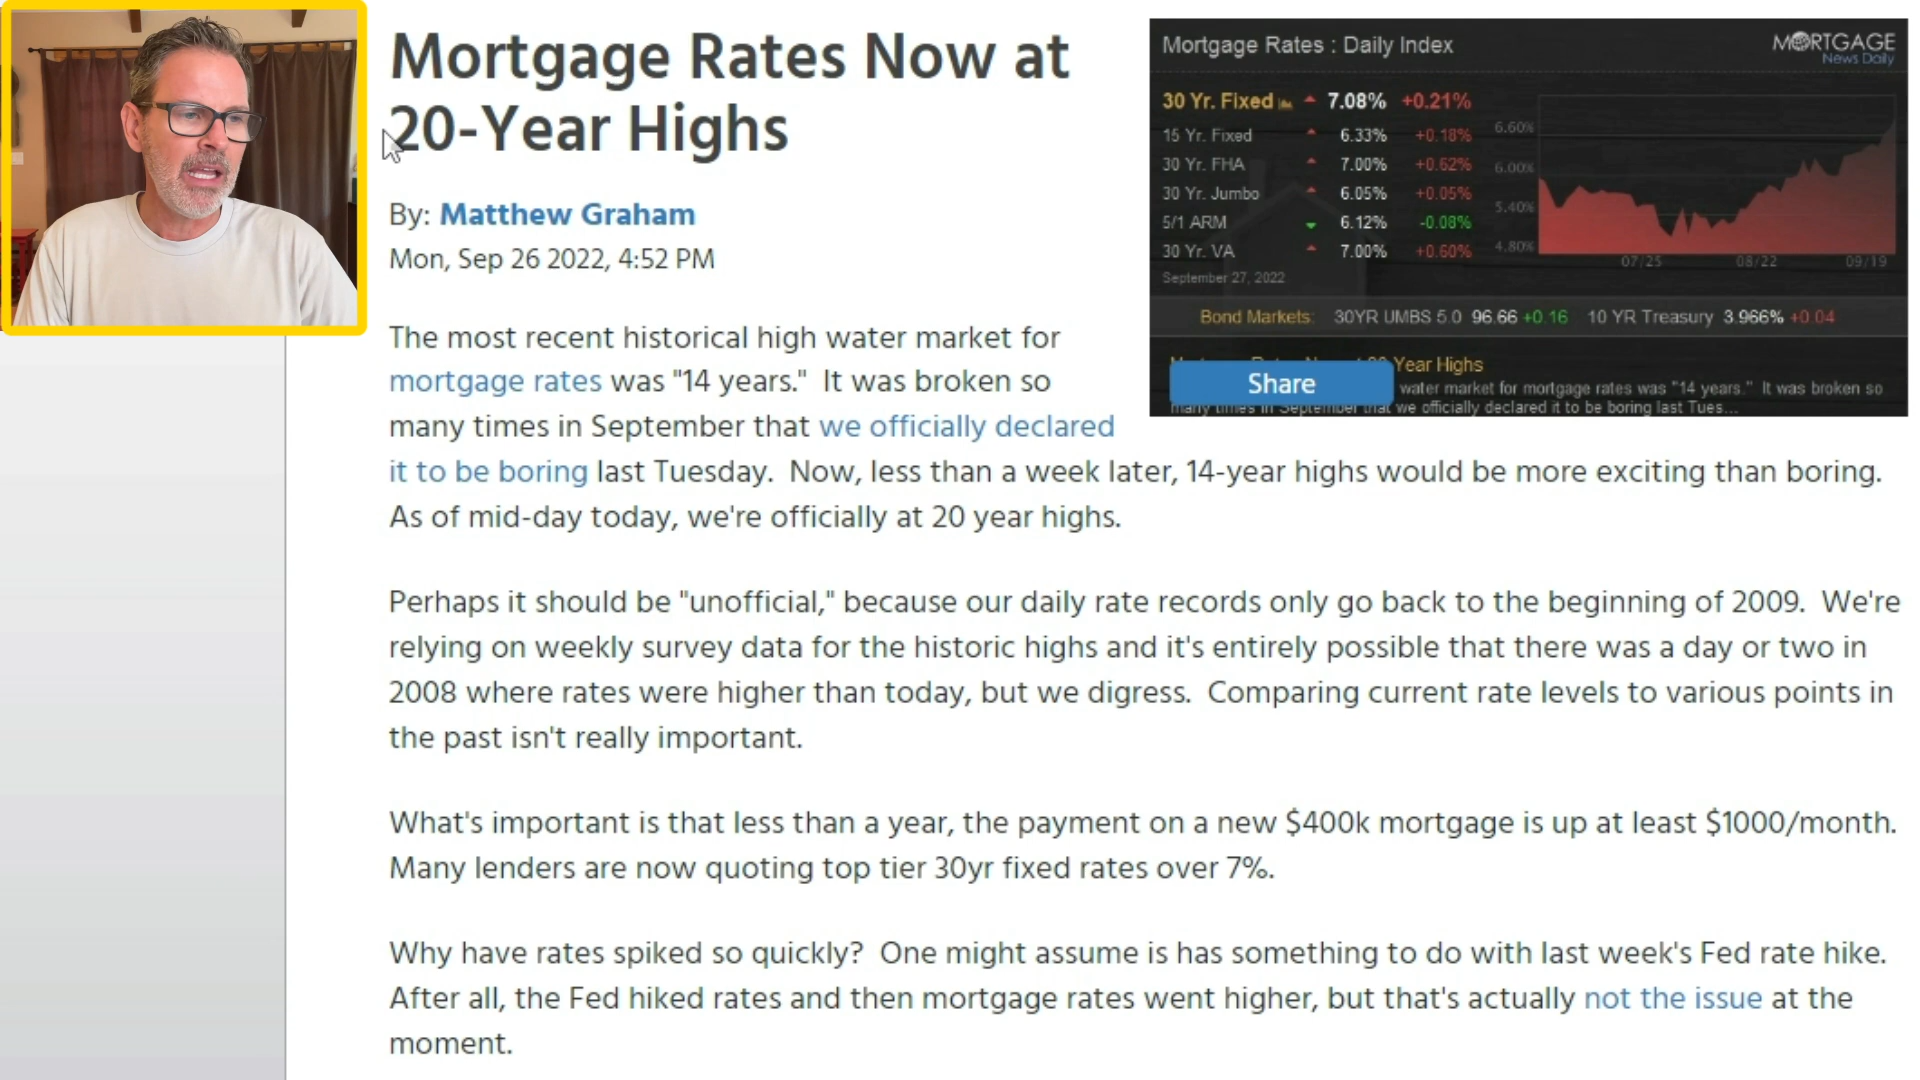 Mortgage Rates Now at
20-Year Highs
By: Matthew Graham
Mon, Sep 26 2022, 4:52 PM
Mortgage Rates : Daily Index
MORTGAGE
News Daily
30 Yr. Fixed 7.08% +0.21%
15 Yr. Fixed 6.33% +0.18%
30 Yr. FHA 7.00% +0.62%
30 Yr. Jumbo 6.05% +0.05%
5/1 ARM 6.12% -0.08%
30 Yr. VA 7.00% +0.60%
September 27, 2022
6.60%
6.00%
5.40%
4.80%
07/25 08/22 09/19
Bond Markets: 30YR UMBS 5.0 96.66 +0.16 10 YR Treasury 3.966% +0.04
Year Highs
Share
water market for mortgage rates was "14 years." It was broken so
many times in September that we officially declared it to be boring last Tues...
The most recent historical high water market for
mortgage rates was "14 years." It was broken so
many times in September that we officially declared
it to be boring last Tuesday. Now, less than a week later, 14-year highs would be more exciting than boring.
As of mid-day today, we're officially at 20 year highs.
Perhaps it should be "unofficial," because our daily rate records only go back to the beginning of 2009. We're
relying on weekly survey data for the historic highs and it's entirely possible that there was a day or two in
2008 where rates were higher than today, but we digress. Comparing current rate levels to various points in
the past isn't really important.
What's important is that less than a year, the payment on a new $400k mortgage is up at least $1000/month.
Many lenders are now quoting top tier 30yr fixed rates over 7%.
Why have rates spiked so quickly? One might assume is has something to do with last week's Fed rate hike.
After all, the Fed hiked rates and then mortgage rates went higher, but that's actually not the issue at the
moment.